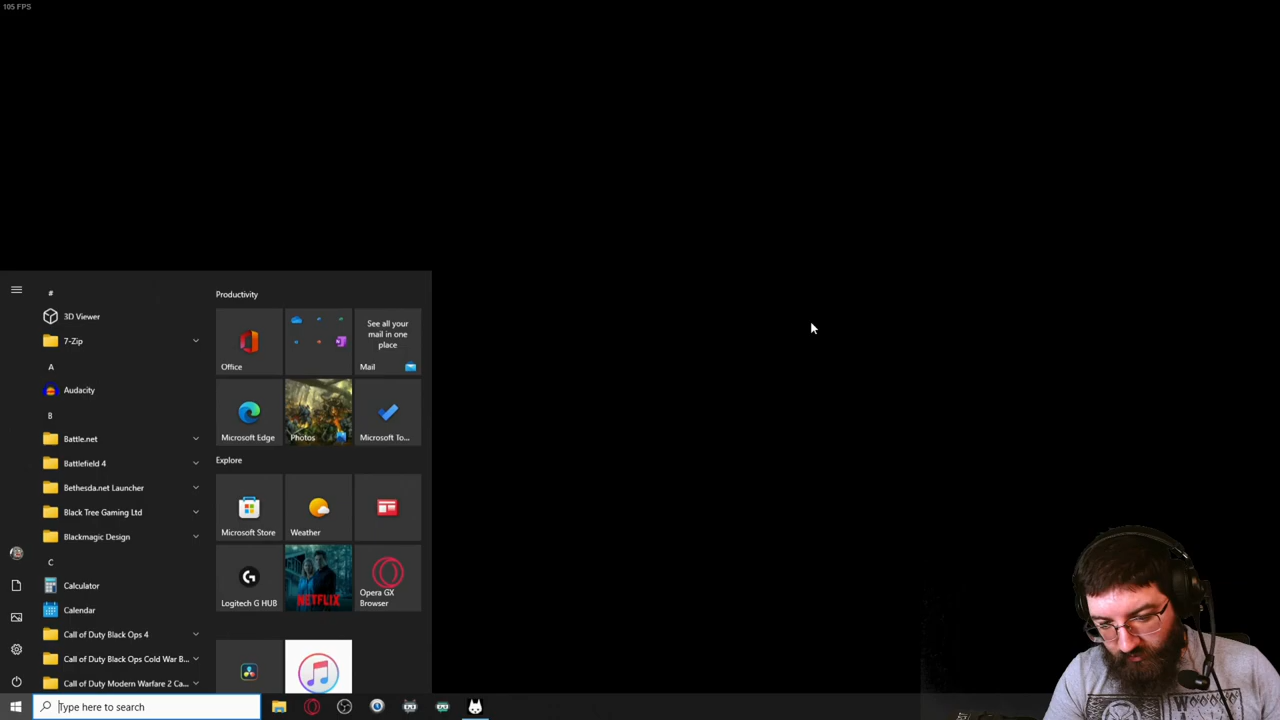 105 FPS
#
3D Viewer
7-Zip
A
Audacity
B
Battle.net
Battlefield 4
Bethesda.net Launcher
Black Tree Gaming Ltd
Blackmagic Design
C
Calculator
Calendar
Call of Duty Black Ops 4
Call of Duty Black Ops Cold War B...
Call of Duty Modern Warfare 2 Ca...
Productivity
Office
See all your
mail in one
place
Mail
Microsoft Edge
Photos
Microsoft To...
Explore
Microsoft Store
Weather
Logitech G HUB
NETFLIX
Opera GX
Browser
Type here to search